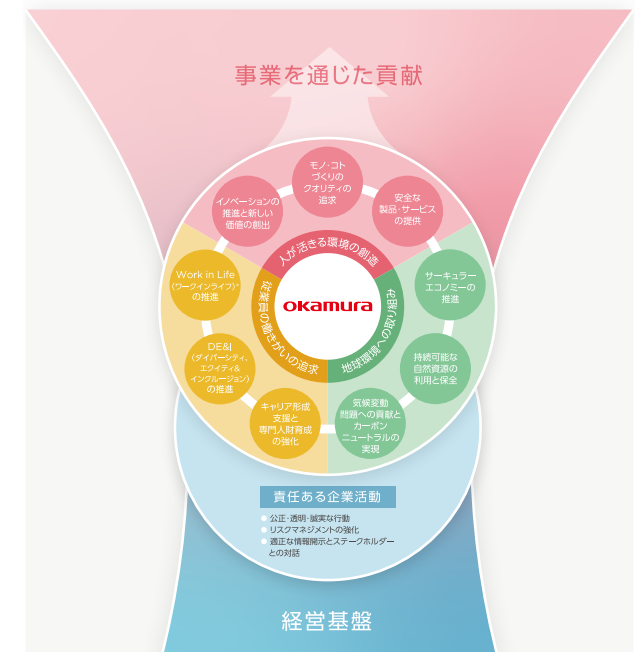 事業を通じた貢献
モノ・コト
づくりの
クオリティの
追求
イノベーションの
推進と新しい
価値の創出
安全な
製品・サービス
の提供
人が活きる環境の創造
Work in Life
(ワークインライフ)*
の推進
サーキュラー
エコノミーの
推進
従業員の働きがいの追求
okamura
地球環境への取り組み
DE&I
(ダイバーシティ、
エクイティ&
インクルージョン)
の推進
持続可能な
自然資源の
利用と保全
キャリア形成
支援と
専門人財育成
の強化
気候変動
問題への貢献と
カーボン
ニュートラルの
実現
責任ある企業活動
● 公正・透明・誠実な行動
● リスクマネジメントの強化
● 適正な情報開示とステークホルダー
との対話
経営基盤